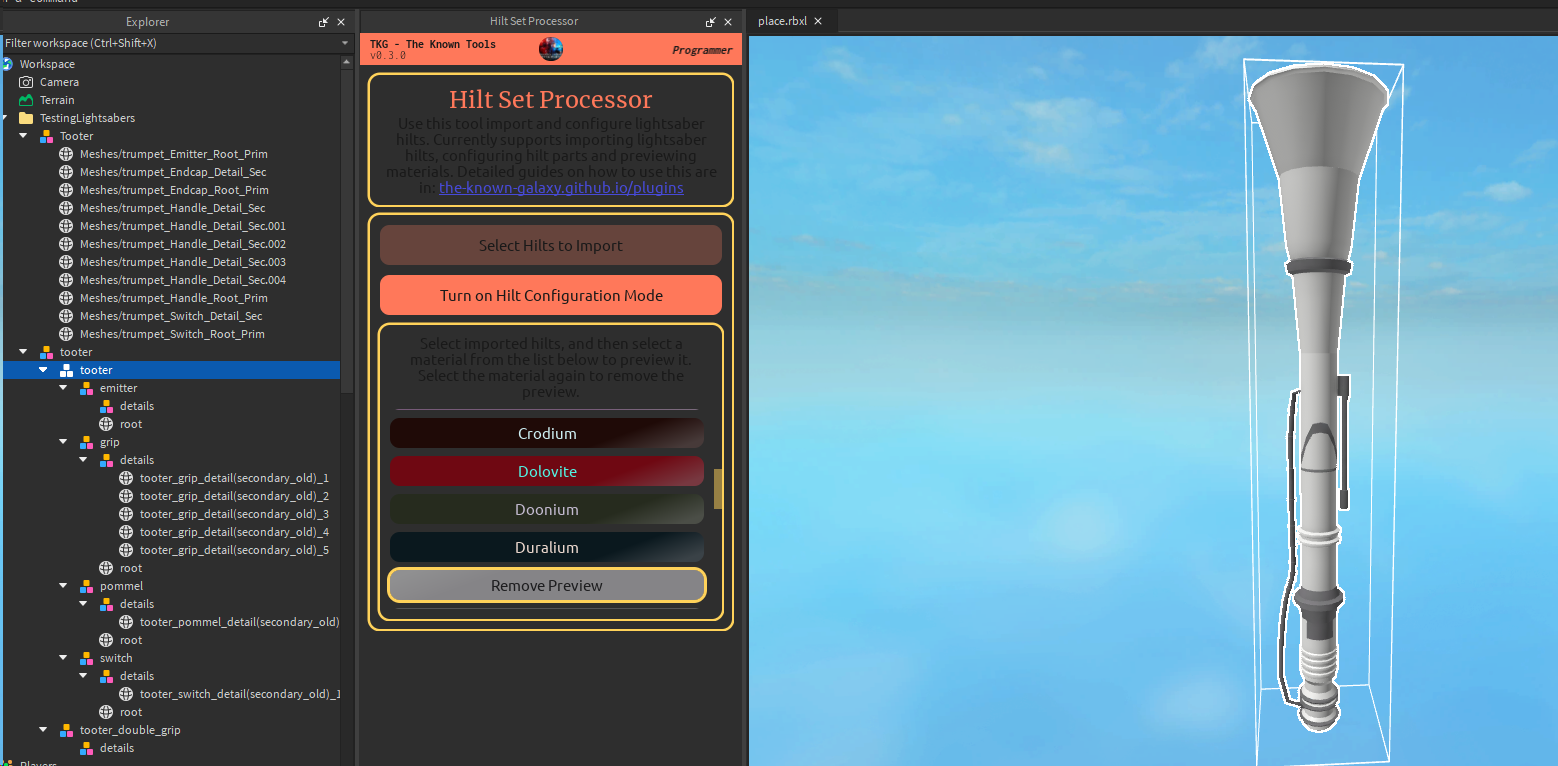 Explorer
Filter workspace (Ctrl+Shift+X)
Workspace
Camera
Terrain
TestingLightsabers
Tooter
Meshes/trumpet_Emitter_Root_Prim
Meshes/trumpet_Endcap_Detail_Sec
Meshes/trumpet_Endcap_Root_Prim
Meshes/trumpet_Handle_Detail_Sec
Meshes/trumpet_Handle_Detail_Sec.001
Meshes/trumpet_Handle_Detail_Sec.002
Meshes/trumpet_Handle_Detail_Sec.003
Meshes/trumpet_Handle_Detail_Sec.004
Meshes/trumpet_Handle_Root_Prim
Meshes/trumpet_Switch_Detail_Sec
Meshes/trumpet_Switch_Root_Prim
tooter
tooter
emitter
details
root
grip
details
tooter_grip_detail(secondary_old)_1
tooter_grip_detail(secondary_old)_2
tooter_grip_detail(secondary_old)_3
tooter_grip_detail(secondary_old)_4
tooter_grip_detail(secondary_old)_5
root
pommel
details
tooter_pommel_detail(secondary_old)
root
switch
details
tooter_switch_detail(secondary_old)_1
root
tooter_double_grip
details
Players
Hilt Set Processor
TKG - The Known Tools
v0.3.0
Programmer
Hilt Set Processor
Use this tool import and configure lightsaber
hilts. Currently supports importing lightsaber
hilts, configuring hilt parts and previewing
materials. Detailed guides on how to use this are
in: the-known-galaxy.github.io/plugins
Select Hilts to Import
Turn on Hilt Configuration Mode
Select imported hilts, and then select a
material from the list below to preview it.
Select the material again to remove the
preview.
Crodium
Dolovite
Doonium
Duralium
Remove Preview
place.rbxl